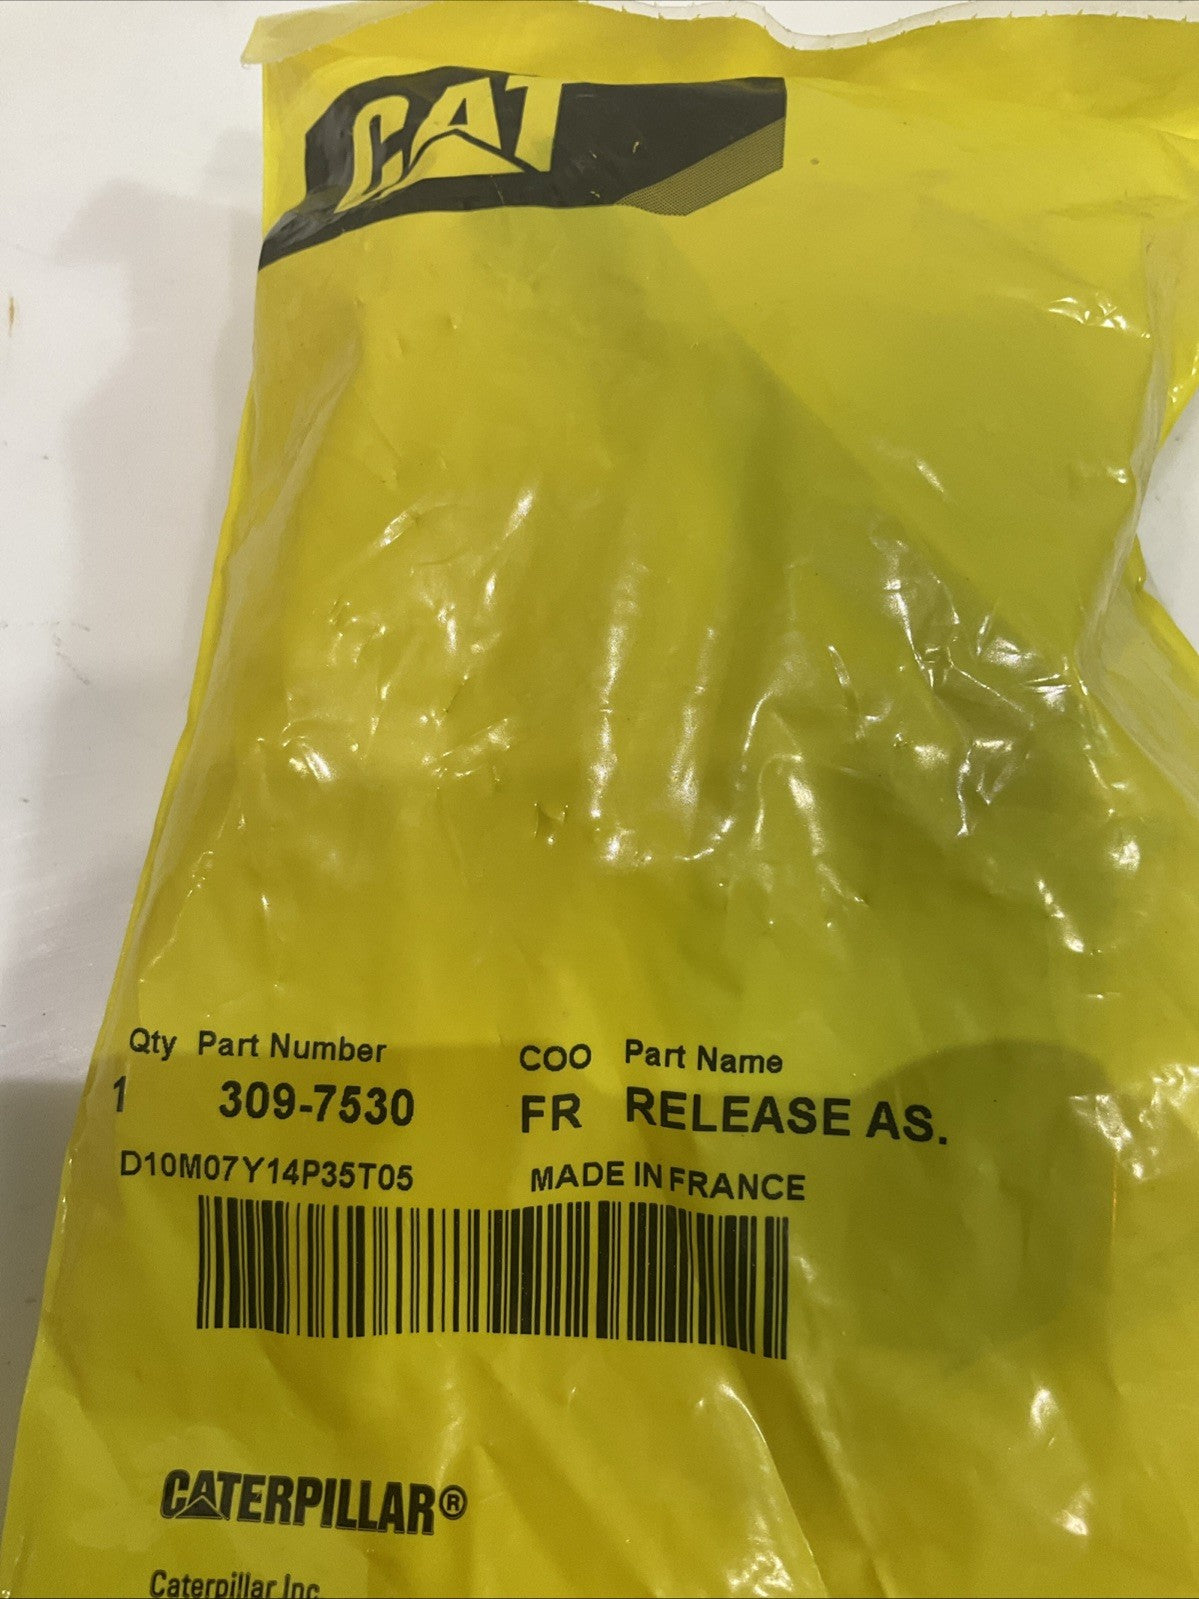 CAT
Qty Part Number COO Part Name
1 309-7530 FR RELEASE AS.
D10M07Y14P35T05 MADE IN FRANCE
CATERPILLAR®
Caterpillar Inc.